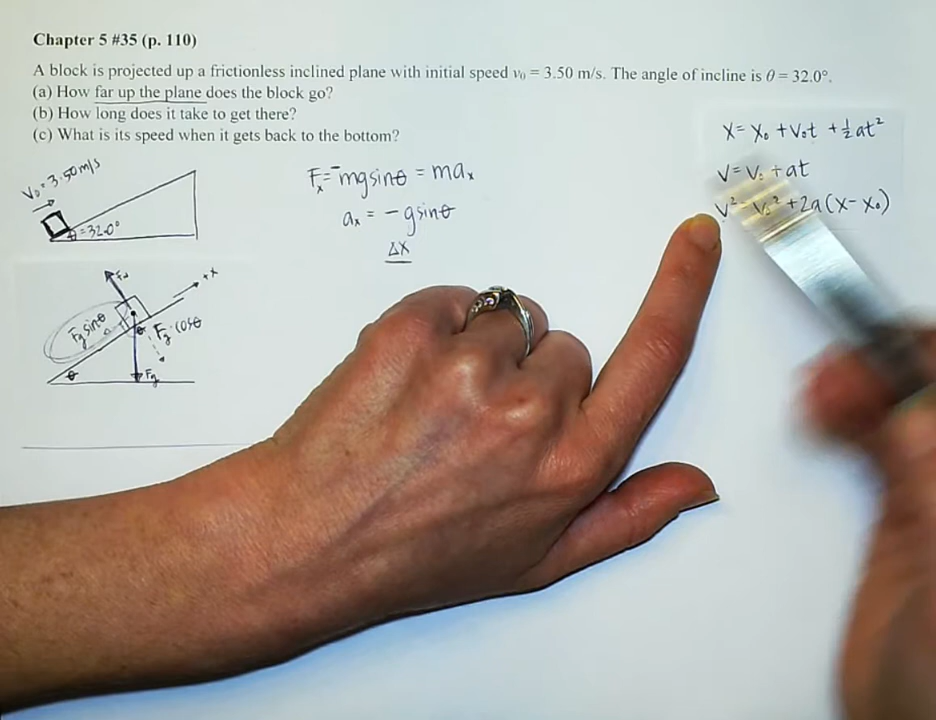 Chapter 5 #35 (p. 110)
A block is projected up a frictionless inclined plane with initial speed v₀ = 3.50 m/s. The angle of incline is θ = 32.0°.
(a) How far up the plane does the block go?
(b) How long does it take to get there?
(c) What is its speed when it gets back to the bottom?
V₀ = 3.50 m/s
θ = 32.0°
Fₓ = -mg sinθ = maₓ
aₓ = -g sinθ
Δx
x = x₀ + v₀t + ½at²
v = v₀ + at
v² = v₀² + 2a(x - x₀)
+x
Fg sinθ
θ
Fg cosθ
θ
Fg